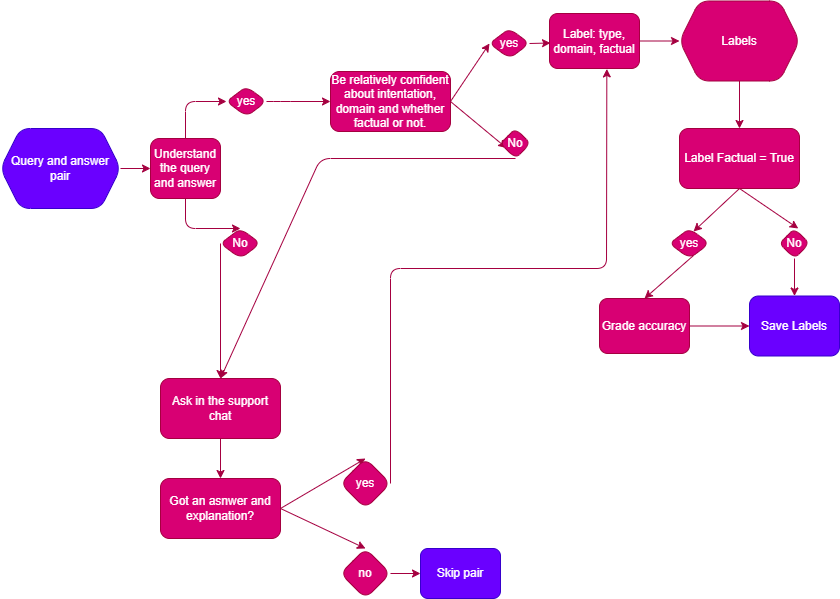 Query and answer
pair
Understand
the query
and answer
yes
No
Be relatively confident
about intentation,
domain and whether
factual or not.
yes
No
Label: type,
domain, factual
Labels
Label Factual = True
yes
No
Grade accuracy
Save Labels
Ask in the support
chat
Got an asnwer and
explanation?
yes
no
Skip pair